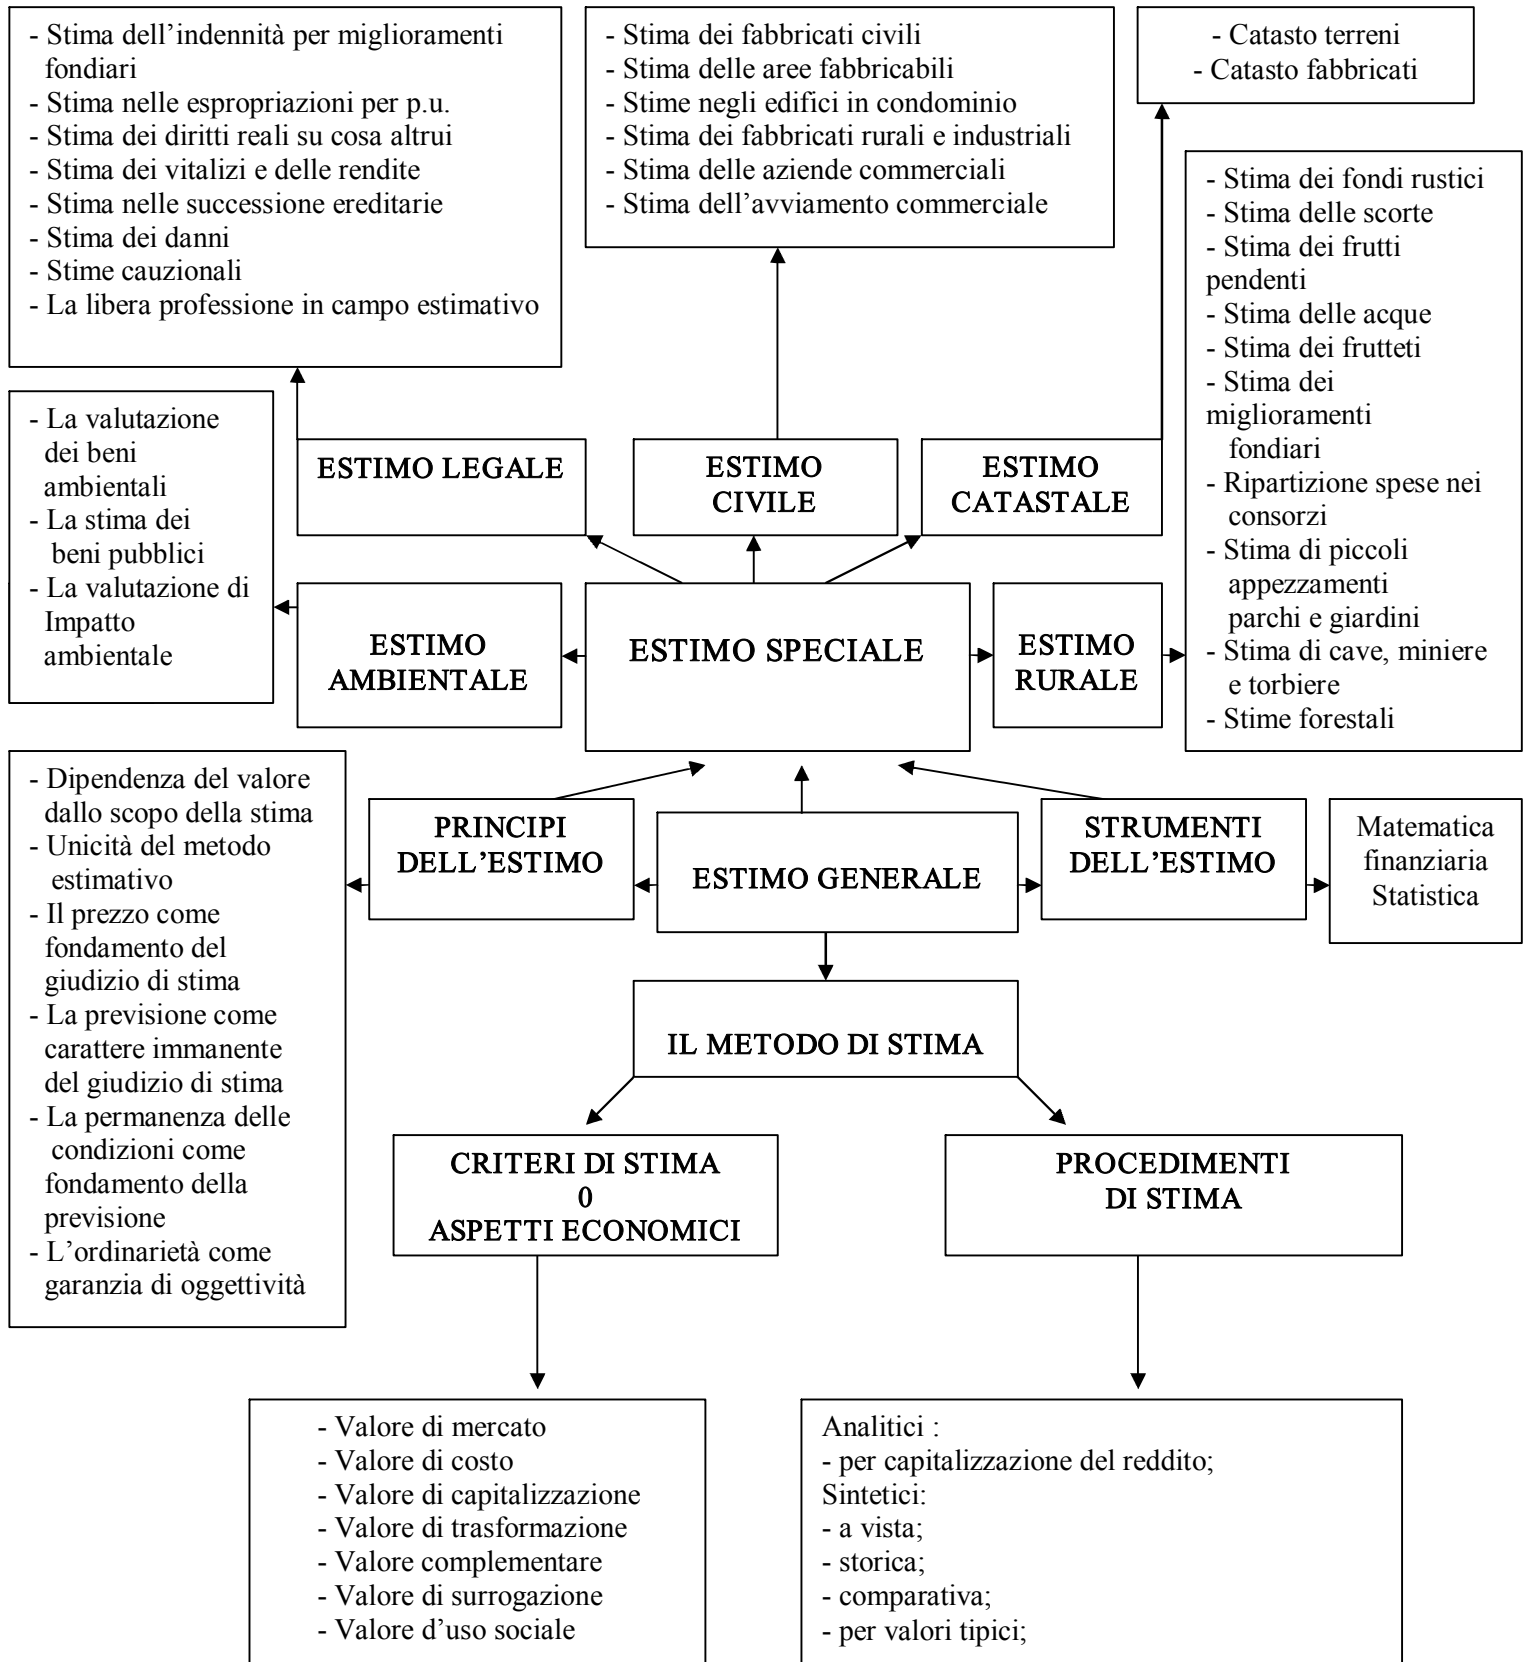 - Stima dell’indennità per miglioramenti
fondiari
- Stima nelle espropriazioni per p.u.
- Stima dei diritti reali su cosa altrui
- Stima dei vitalizi e delle rendite
- Stima nelle successione ereditarie
- Stima dei danni
- Stime cauzionali
- La libera professione in campo estimativo
- Stima dei fabbricati civili
- Stima delle aree fabbricabili
- Stime negli edifici in condominio
- Stima dei fabbricati rurali e industriali
- Stima delle aziende commerciali
- Stima dell’avviamento commerciale
- Catasto terreni
- Catasto fabbricati
- Stima dei fondi rustici
- Stima delle scorte
- Stima dei frutti
pendenti
- Stima delle acque
- Stima dei frutteti
- Stima dei
miglioramenti
fondiari
- Ripartizione spese nei
consorzi
- Stima di piccoli
appezzamenti
parchi e giardini
- Stima di cave, miniere
e torbiere
- Stime forestali
- La valutazione
dei beni
ambientali
- La stima dei
beni pubblici
- La valutazione di
Impatto
ambientale
ESTIMO LEGALE
ESTIMO
CIVILE
ESTIMO
CATASTALE
ESTIMO
AMBIENTALE
ESTIMO SPECIALE
ESTIMO
RURALE
- Dipendenza del valore
dallo scopo della stima
- Unicità del metodo
estimativo
- Il prezzo come
fondamento del
giudizio di stima
- La previsione come
carattere immanente
del giudizio di stima
- La permanenza delle
condizioni come
fondamento della
previsione
- L’ordinarietà come
garanzia di oggettività
PRINCIPI
DELL’ESTIMO
ESTIMO GENERALE
STRUMENTI
DELL’ESTIMO
Matematica
finanziaria
Statistica
IL METODO DI STIMA
CRITERI DI STIMA
0
ASPETTI ECONOMICI
PROCEDIMENTI
DI STIMA
- Valore di mercato
- Valore di costo
- Valore di capitalizzazione
- Valore di trasformazione
- Valore complementare
- Valore di surrogazione
- Valore d’uso sociale
Analitici :
- per capitalizzazione del reddito;
Sintetici:
- a vista;
- storica;
- comparativa;
- per valori tipici;